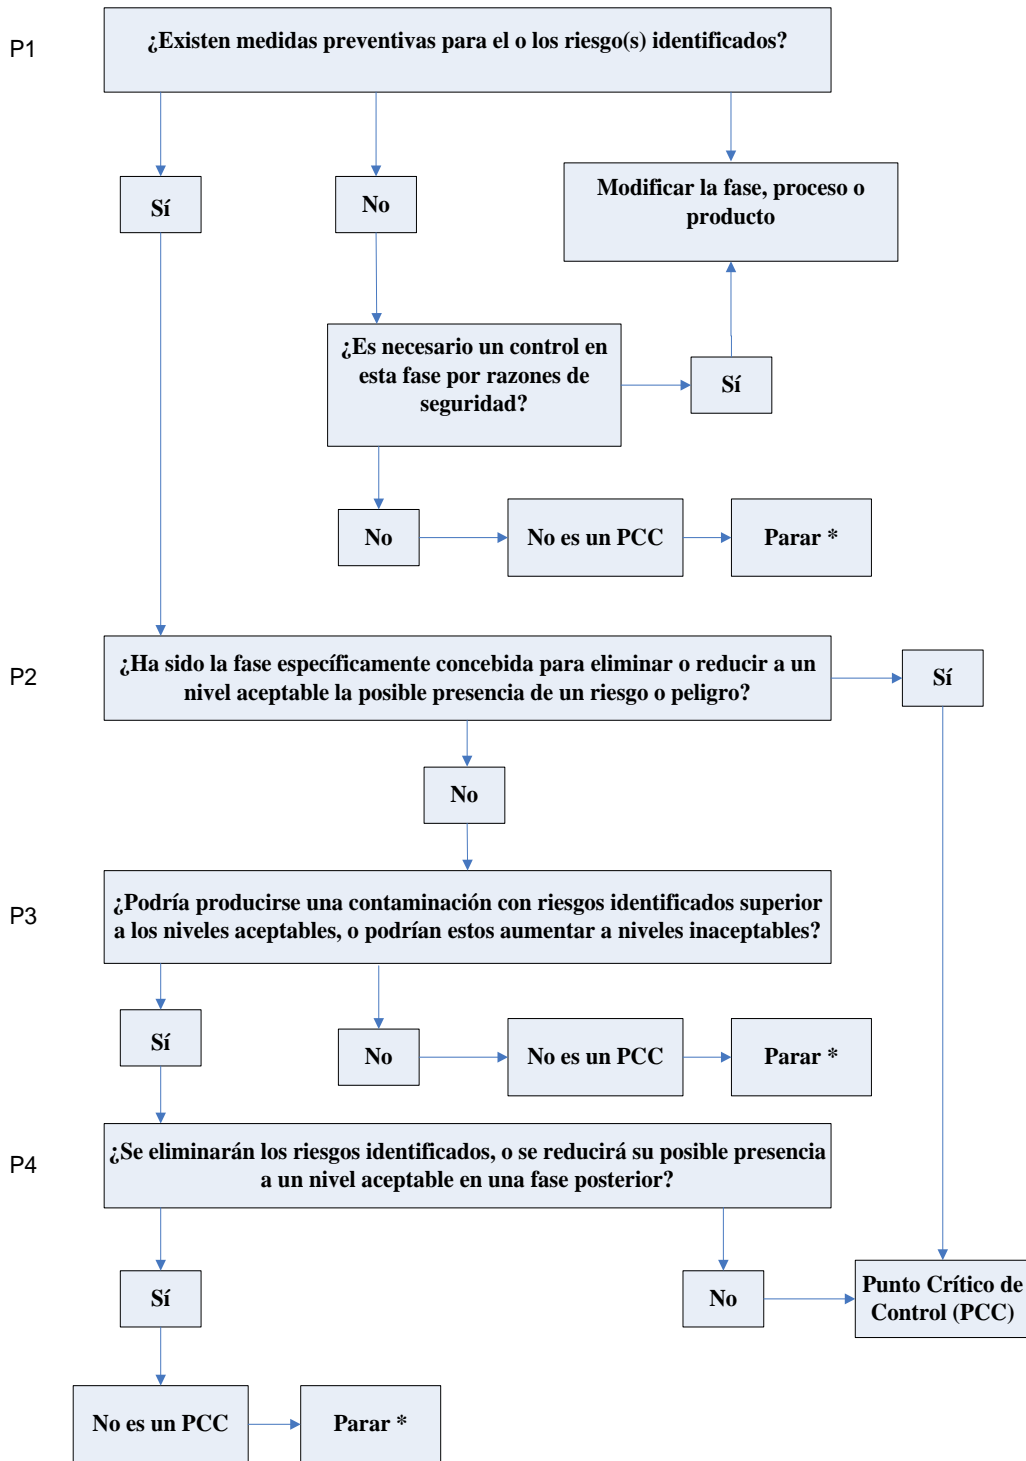 P1
¿Existen medidas preventivas para el o los riesgo(s) identificados?
Sí
No
Modificar la fase, proceso o
producto
¿Es necesario un control en
esta fase por razones de
seguridad?
Sí
No
No es un PCC
Parar *
P2
¿Ha sido la fase específicamente concebida para eliminar o reducir a un
nivel aceptable la posible presencia de un riesgo o peligro?
Sí
No
P3
¿Podría producirse una contaminación con riesgos identificados superior
a los niveles aceptables, o podrían estos aumentar a niveles inaceptables?
Sí
No
No es un PCC
Parar *
P4
¿Se eliminarán los riesgos identificados, o se reducirá su posible presencia
a un nivel aceptable en una fase posterior?
Sí
No
Punto Crítico de
Control (PCC)
No es un PCC
Parar *